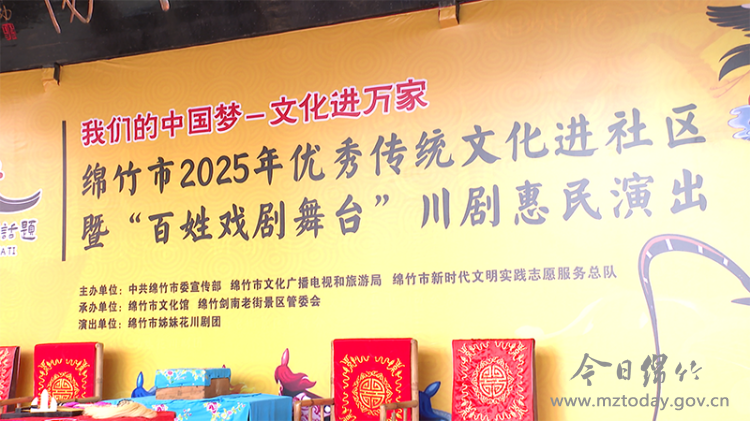 我们的中国梦—文化进万家
绵竹市2025年优秀传统文化进社区
暨“百姓戏剧舞台”川剧惠民演出
话题
ATI
主办单位：中共绵竹市委宣传部 绵竹市文化广播电视和旅游局 绵竹市新时代文明实践志愿服务总队
承办单位：绵竹市文化馆 绵竹剑南老街景区管委会
演出单位：绵竹市姊妹花川剧团
今日绵竹
www.mztoday.gov.cn